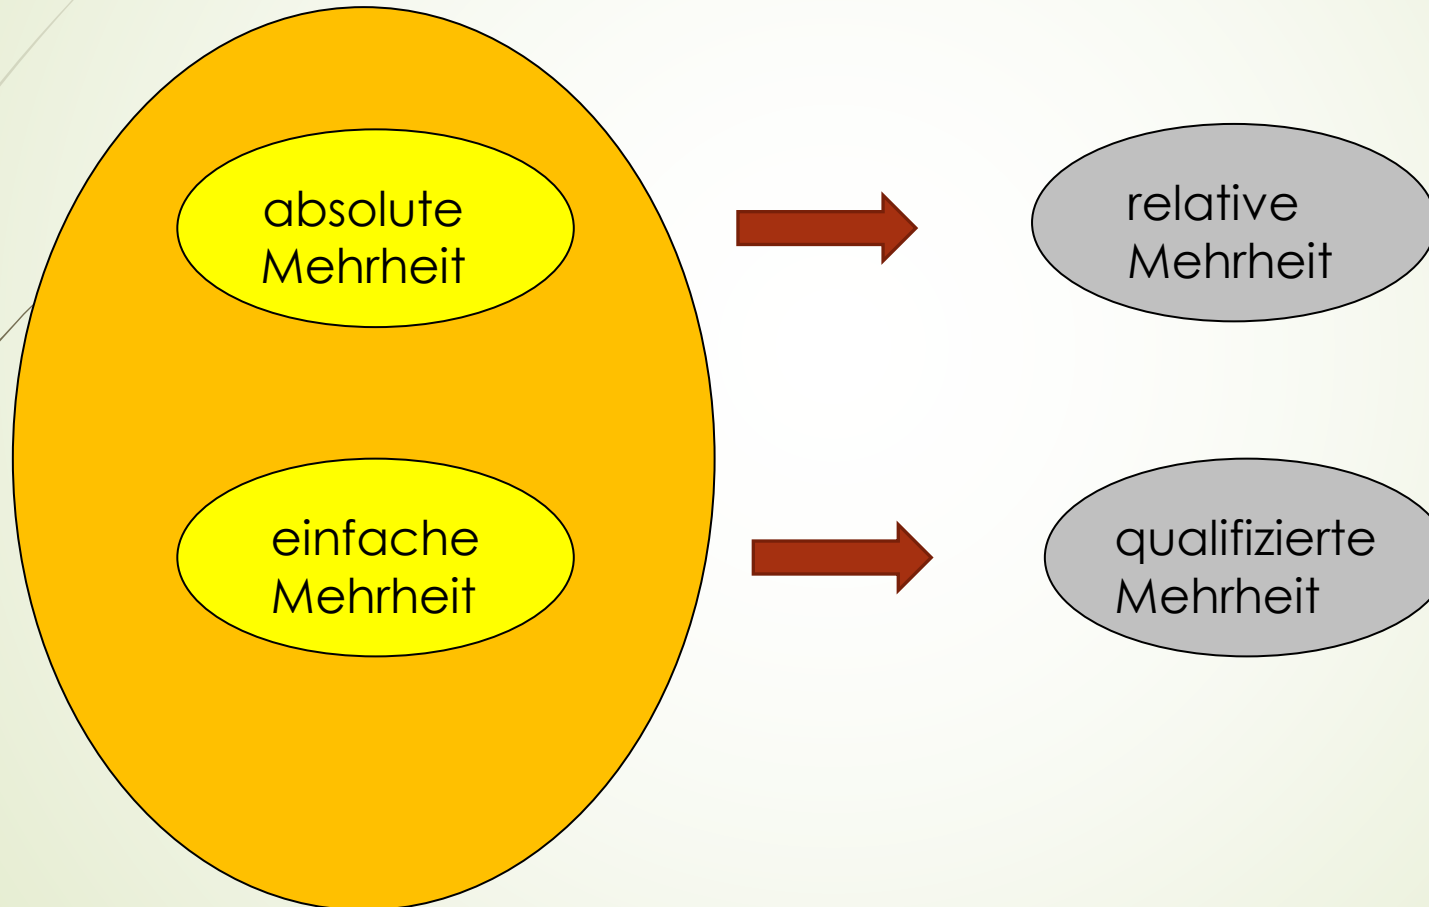 absolute
Mehrheit
relative
Mehrheit
einfache
Mehrheit
qualifizierte
Mehrheit